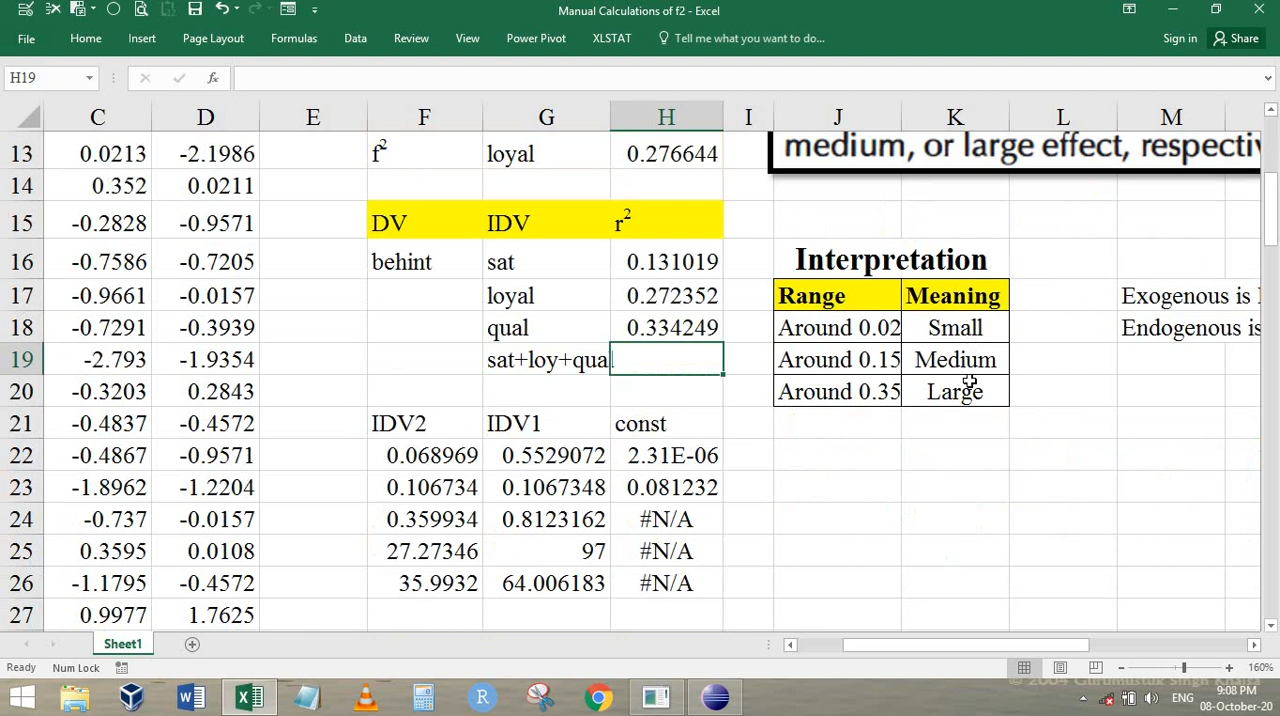 Manual Calculations of f2 - Excel
File Home Insert Page Layout Formulas Data Review View Power Pivot XLSTAT Tell me what you want to do... Sign in Share
H19 fx
C D E F G H I J K L M
13 0.0213 -2.1986 f2 loyal 0.276644 medium, or large effect,
14 0.352 0.0211
15 -0.2828 -0.9571 DV IDV r2
16 -0.7586 -0.7205 behint sat 0.131019 Interpretation
17 -0.9661 -0.0157 loyal 0.272352 Range Meaning Exogenous is
18 -0.7291 -0.3939 qual 0.334249 Around 0.02 Small Endogenous is
19 -2.793 -1.9354 sat+loy+qual Around 0.15 Medium
20 -0.3203 0.2843 Around 0.35 Large
21 -0.4837 -0.4572 IDV2 IDV1 const
22 -0.4867 -0.9571 0.068969 0.5529072 2.31E-06
23 -1.8962 -1.2204 0.106734 0.1067348 0.081232
24 -0.737 -0.0157 0.359934 0.8123162 #N/A
25 0.3595 0.0108 27.27346 97 #N/A
26 -1.1795 -0.4572 35.9932 64.006183 #N/A
27 0.9977 1.7625
Sheet1
Ready Num Lock 160%
© 2004 Gurumustuk Singh Khalsa
ENG 9:08 PM
08-October-20